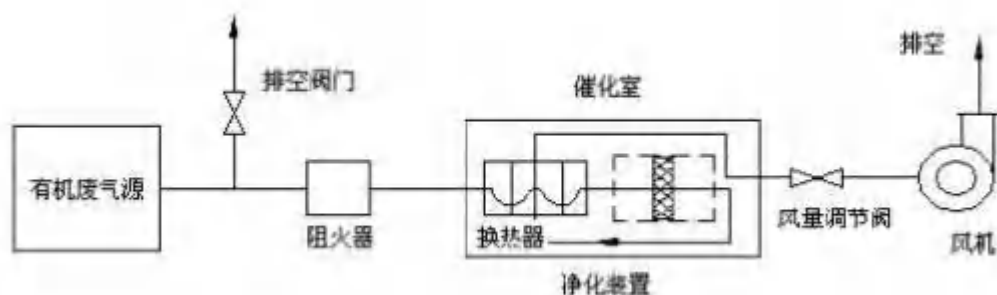 排空
排空阀门
催化室
有机废气源
阻火器
换热器
风量调节阀
风机
净化装置